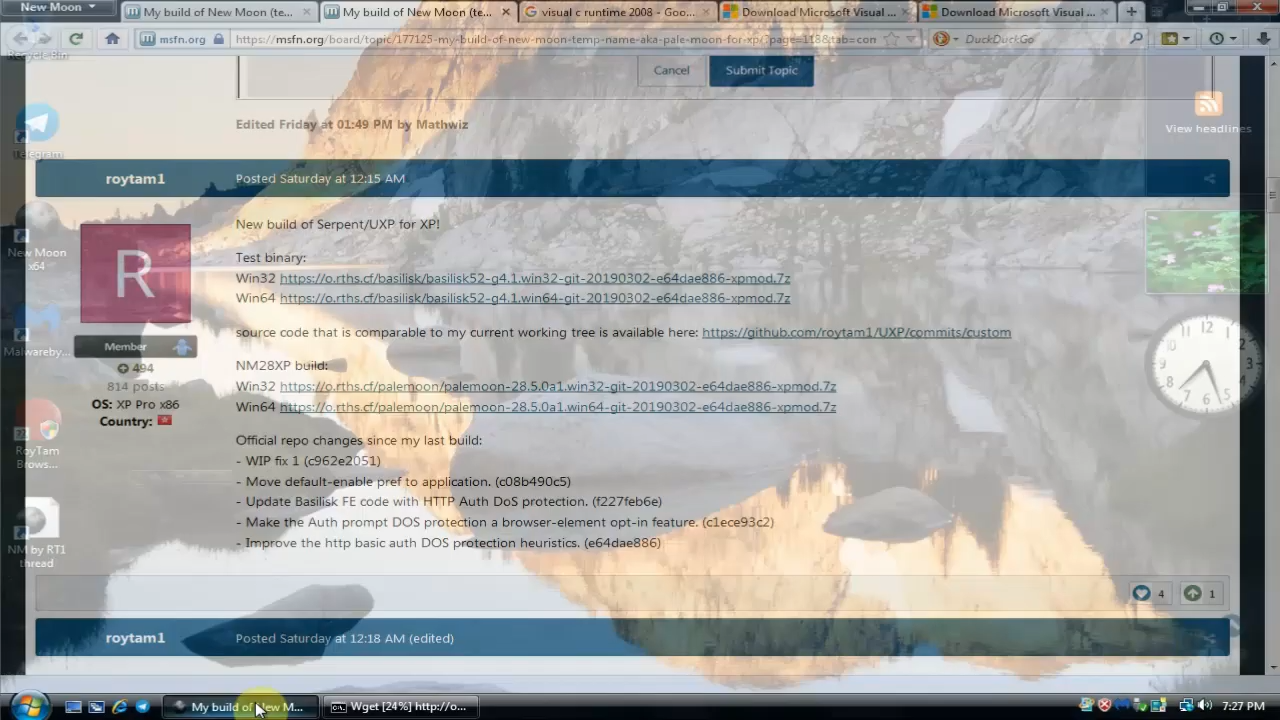 New Moon
My build of New Moon (te...
My build of New Moon (te...
visual c runtime 2008 - Goo...
Download Microsoft Visual ...
Download Microsoft Visual ...
msfn.org
https://msfn.org/board/topic/177125-my-build-of-new-moon-temp-name-aka-pale-moon-for-xp/?page=118&tab=com
DuckDuckGo
Recycle Bin
Cancel
Submit Topic
View headlines
Edited Friday at 01:49 PM by Mathwiz
Telegram
roytam1
Posted Saturday at 12:15 AM
New build of Serpent/UXP for XP!
Test binary:
Win32 https://o.rths.cf/basilisk/basilisk52-g4.1.win32-git-20190302-e64dae886-xpmod.7z
Win64 https://o.rths.cf/basilisk/basilisk52-g4.1.win64-git-20190302-e64dae886-xpmod.7z
New Moon
x64
R
source code that is comparable to my current working tree is available here: https://github.com/roytam1/UXP/commits/custom
Malwareby...
Member
494
814 posts
OS: XP Pro x86
Country:
NM28XP build:
Win32 https://o.rths.cf/palemoon/palemoon-28.5.0a1.win32-git-20190302-e64dae886-xpmod.7z
Win64 https://o.rths.cf/palemoon/palemoon-28.5.0a1.win64-git-20190302-e64dae886-xpmod.7z
12
2
3
4
5
6
7
8
RoyTam
Brows...
Official repo changes since my last build:
- WIP fix 1 (c962e2051)
- Move default-enable pref to application. (c08b490c5)
- Update Basilisk FE code with HTTP Auth DoS protection. (f227feb6e)
- Make the Auth prompt DOS protection a browser-element opt-in feature. (c1ece93c2)
- Improve the http basic auth DOS protection heuristics. (e64dae886)
NM by RT1
thread
4
1
roytam1
Posted Saturday at 12:18 AM (edited)
My build of New M...
Wget [24%] http://o...
7:27 PM